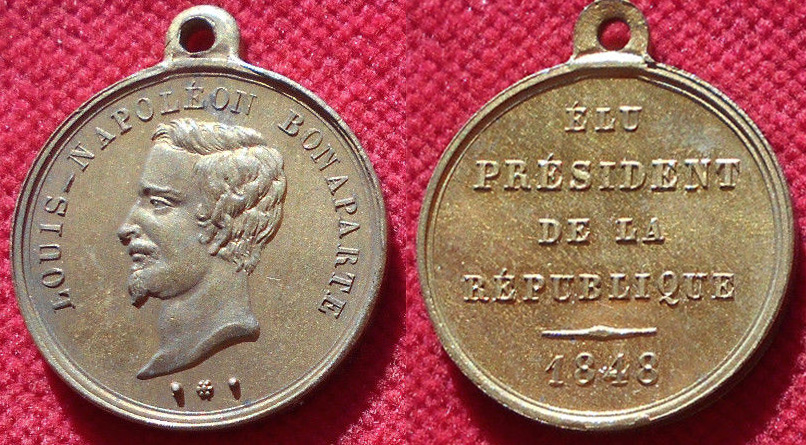 LOUIS-NAPOLÉON BONAPARTE
ÉLU
PRÉSIDENT
DE LA
RÉPUBLIQUE
1848